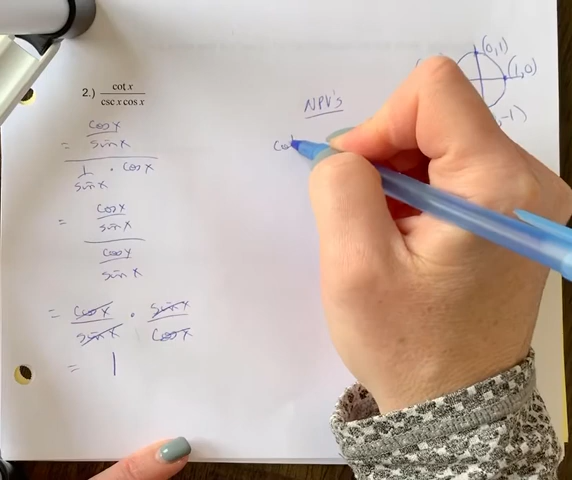 2.) cot x / csc x cos x
= cos x / sin x / 1 / sin x · cos x
= cos x / sin x / cos x / sin x
= cos x / sin x · sin x / cos x
= 1
NPV's
(0,1)
(1,0)
-1)